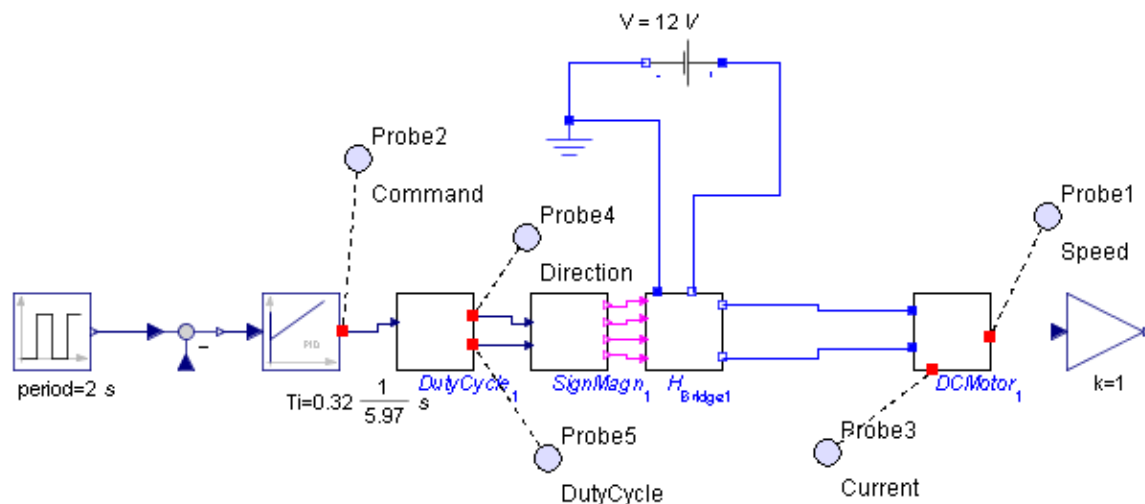 V = 12 V
- +
Probe2
Command
Probe4
Direction
Probe1
Speed
-
PID
period=2 s
Ti=0.32 1/5.97 s
DutyCycle1
SignMagn1
H Bridge1
DCMotor1
k=1
Probe5
DutyCycle
Probe3
Current